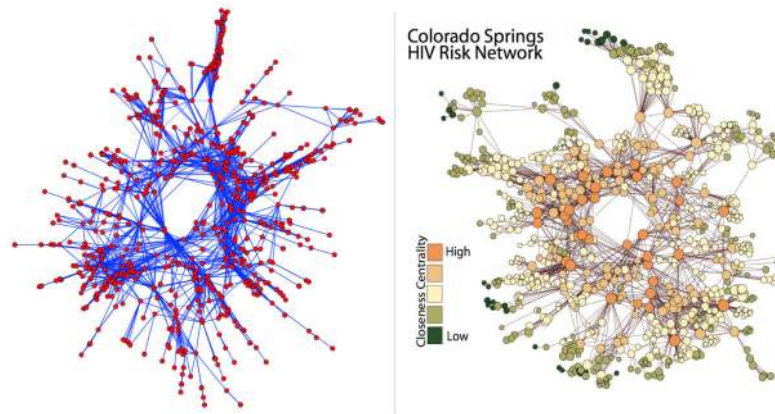 Colorado Springs
HIV Risk Network
Closeness Centrality
High
Low